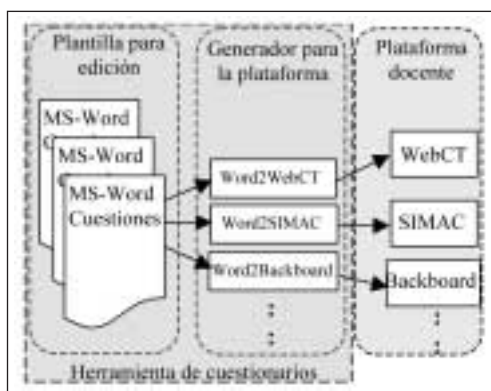 Plantilla para
edición
MS-Word
C
MS-Word
C
MS-Word
Cuestiones
Generador para
la plataforma
Word2WebCT
Word2SIMAC
Word2Backboard
Plataforma
docente
WebCT
SIMAC
Backboard
Herramienta de cuestionarios